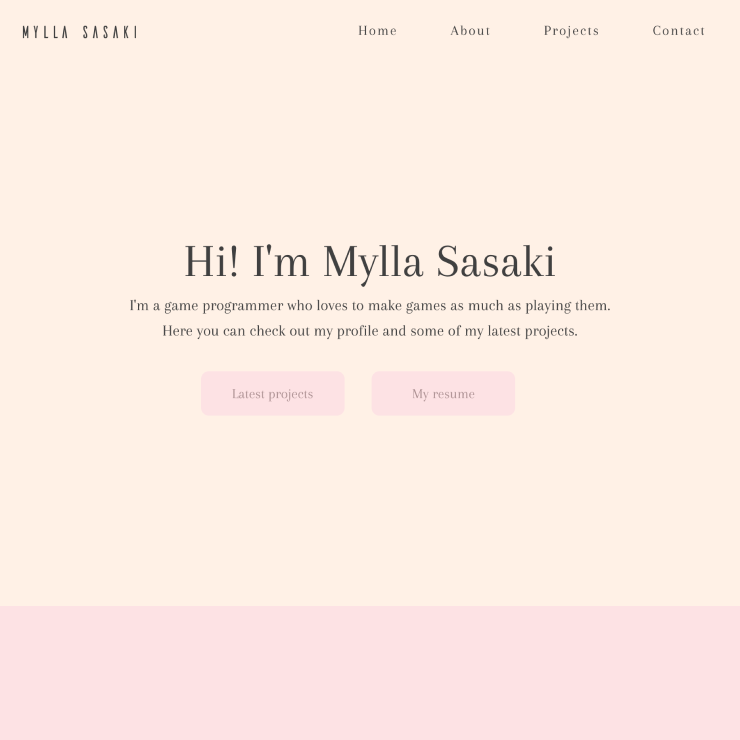 MYLLA SASAKI
Home About Projects Contact
Hi! I'm Mylla Sasaki
I'm a game programmer who loves to make games as much as playing them.
Here you can check out my profile and some of my latest projects.
Latest projects
My resume